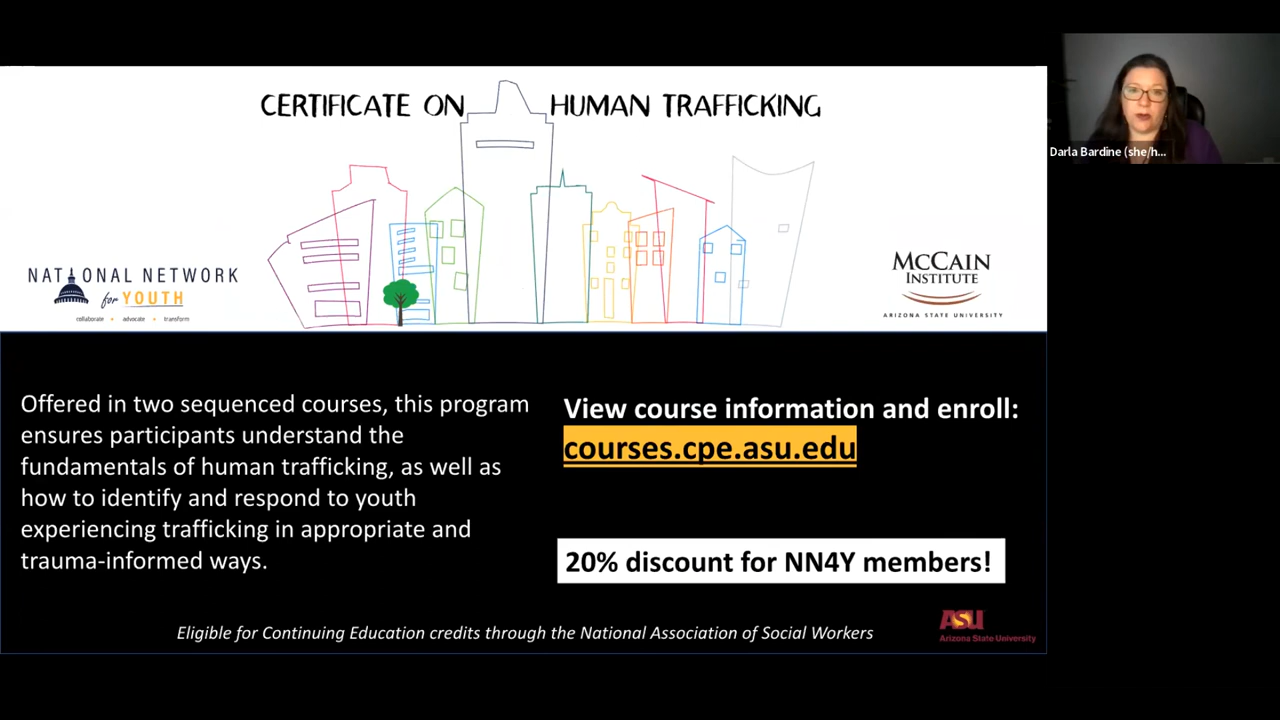 CERTIFICATE ON HUMAN TRAFFICKING
NATIONAL NETWORK
for YOUTH
collaborate • advocate • transform
MCCAIN
INSTITUTE
ARIZONA STATE UNIVERSITY
Offered in two sequenced courses, this program
ensures participants understand the
fundamentals of human trafficking, as well as
how to identify and respond to youth
experiencing trafficking in appropriate and
trauma-informed ways.
View course information and enroll:
courses.cpe.asu.edu
20% discount for NN4Y members!
Eligible for Continuing Education credits through the National Association of Social Workers
ASU
Arizona State University
Darla Bardine (she/h...